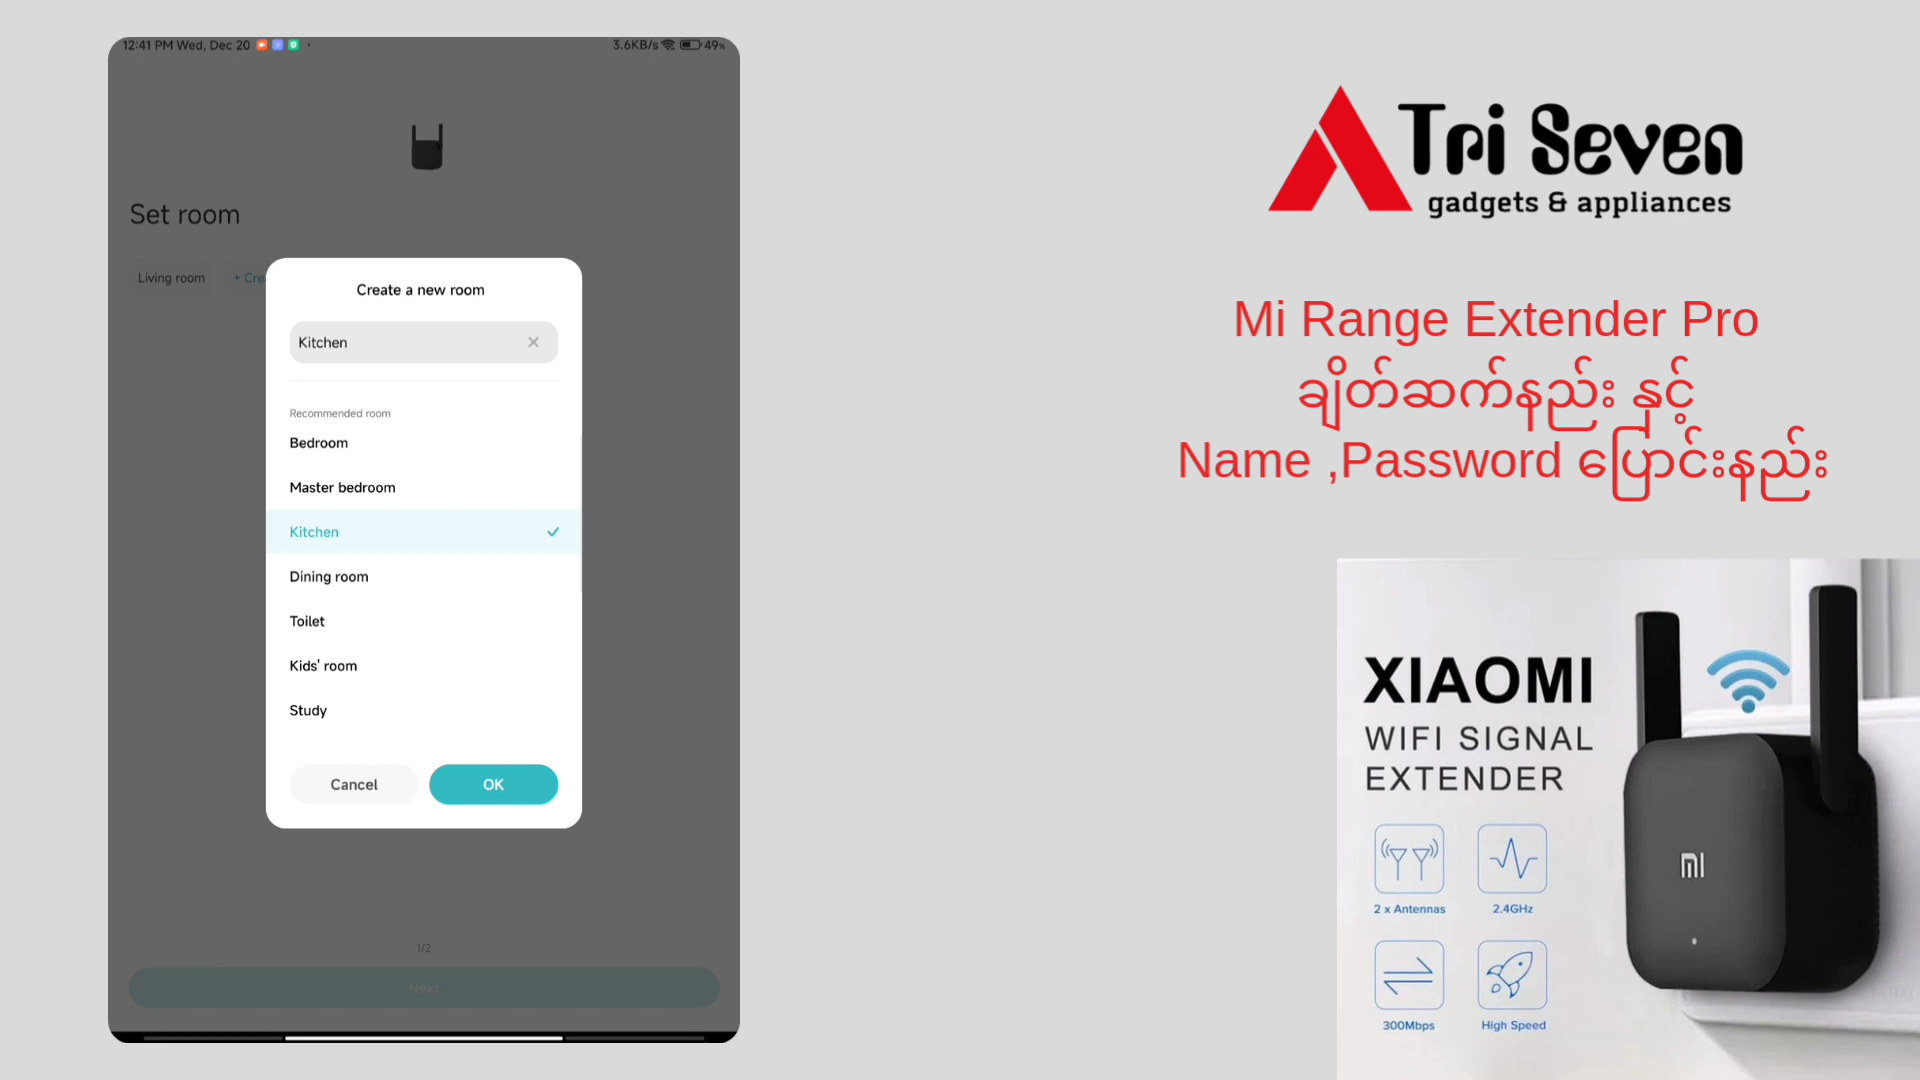 12:41 PM Wed, Dec 20
3.6KB/s
49%
Set room
Living room
+ Crea
Create a new room
Kitchen
Recommended room
Bedroom
Master bedroom
Kitchen
Dining room
Toilet
Kids' room
Study
Cancel
OK
1/2
Next
Tri Seven
gadgets & appliances
Mi Range Extender Pro
ချိတ်ဆက်နည်း နှင့်
Name ,Password ပြောင်းနည်း
XIAOMI
WIFI SIGNAL
EXTENDER
2 x Antennas
2.4GHz
300Mbps
High Speed
MI